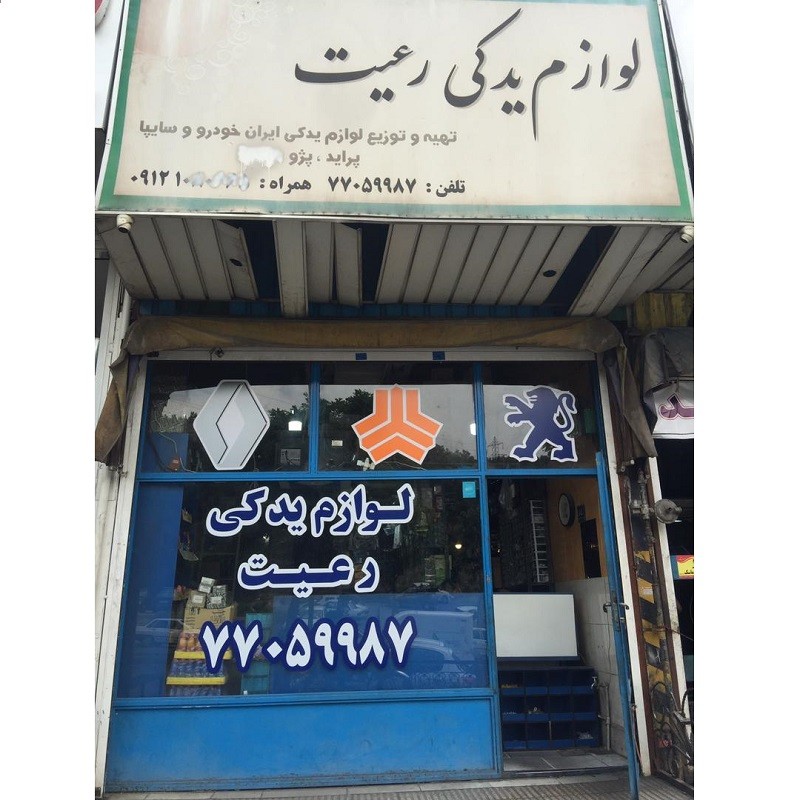 لوازم یدکی رعیت
تهیه و توزیع لوازم یدکی ایران خودرو و سایپا
پراید ، پژو
تلفن : ۷۷۰۵۹۹۸۷ همراه : ۰۹۱۲۱۰
لوازم یدکی
رعیت
۷۷۰۵۹۹۸۷